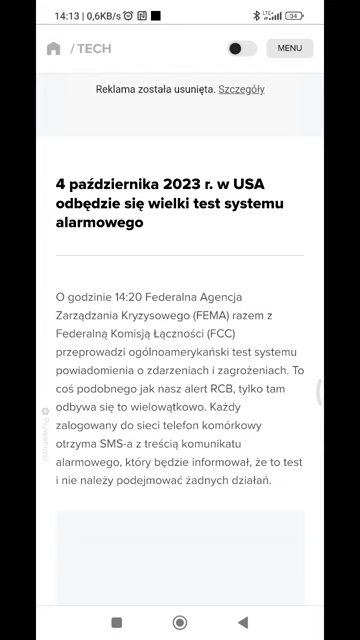 14:13 | 0,6KB/s
LTE 34
/ TECH
MENU
Reklama została usunięta. Szczegóły
4 października 2023 r. w USA
odbędzie się wielki test systemu
alarmowego
O godzinie 14:20 Federalna Agencja
Zarządzania Kryzysowego (FEMA) razem z
Federalną Komisją Łączności (FCC)
przeprowadzi ogólnoamerykański test systemu
powiadomienia o zdarzeniach i zagrożeniach. To
coś podobnego jak nasz alert RCB, tylko tam
odbywa się to wielowątkowo. Każdy
zalogowany do sieci telefon komórkowy
otrzyma SMS-a z treścią komunikatu
alarmowego, który będzie informował, że to test
i nie należy podejmować żadnych działań.
Prywatność